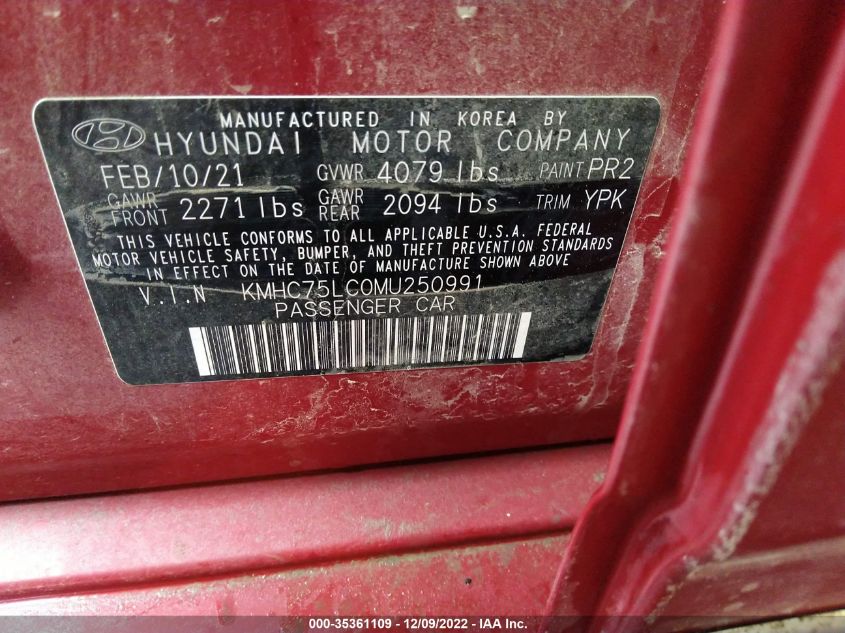 MANUFACTURED IN KOREA BY
HYUNDAI MOTOR COMPANY
FEB/10/21 GVWR 4079 lbs PAINT PR2
GAWR FRONT 2271 lbs GAWR REAR 2094 lbs TRIM YPK
THIS VEHICLE CONFORMS TO ALL APPLICABLE U.S.A. FEDERAL
MOTOR VEHICLE SAFETY, BUMPER, AND THEFT PREVENTION STANDARDS
IN EFFECT ON THE DATE OF MANUFACTURE SHOWN ABOVE
V.I.N KMHC75LC0MU250991
PASSENGER CAR
000-35361109 - 12/09/2022 - IAA Inc.